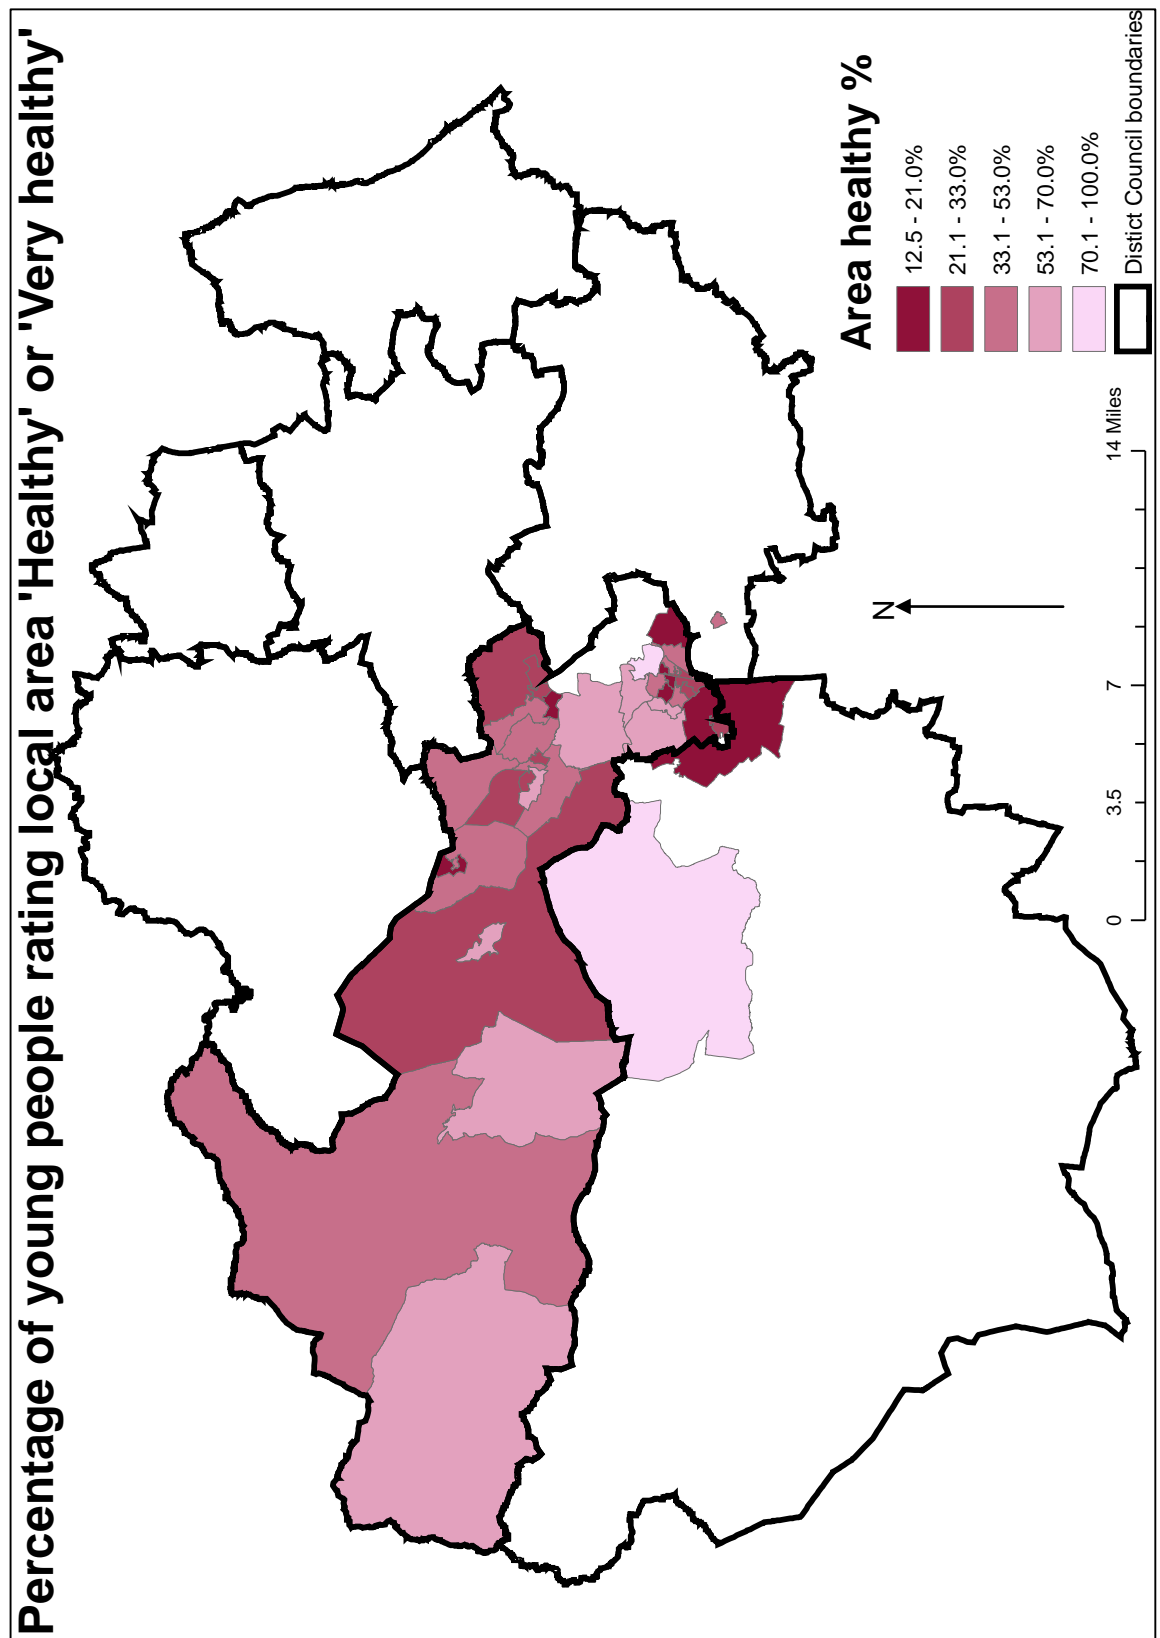 Percentage of young people rating local area 'Healthy' or 'Very healthy'
Area healthy %
12.5 - 21.0%
21.1 - 33.0%
33.1 - 53.0%
53.1 - 70.0%
70.1 - 100.0%
Distict Council boundaries
N
0 3.5 7 14 Miles